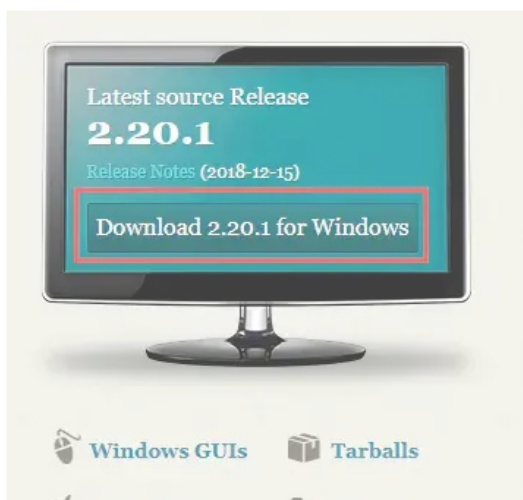 Latest source Release
2.20.1
Release Notes (2018-12-15)
Download 2.20.1 for Windows
Windows GUIs
Tarballs